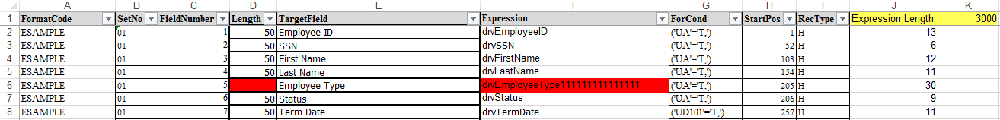 A B C D E F G H I J K
1 FormatCode SetNo FieldNumber Length TargetField Expression ForCond StartPos RecType Expression Length 3000
2 ESAMPLE 01 1 50 Employee ID drvEmployeeID ('UA'='T,') 1 H 13
3 ESAMPLE 01 2 50 SSN drvSSN ('UA'='T,') 52 H 6
4 ESAMPLE 01 3 50 First Name drvFirstName ('UA'='T,') 103 H 12
5 ESAMPLE 01 4 50 Last Name drvLastName ('UA'='T,') 154 H 11
6 ESAMPLE 01 5 Employee Type drvEmployeeType111111111111111 ('UA'='T,') 205 H 30
7 ESAMPLE 01 6 50 Status drvStatus ('UA'='T,') 206 H 9
8 ESAMPLE 01 7 50 Term Date drvTermDate ('UD101'='T,') 257 H 11